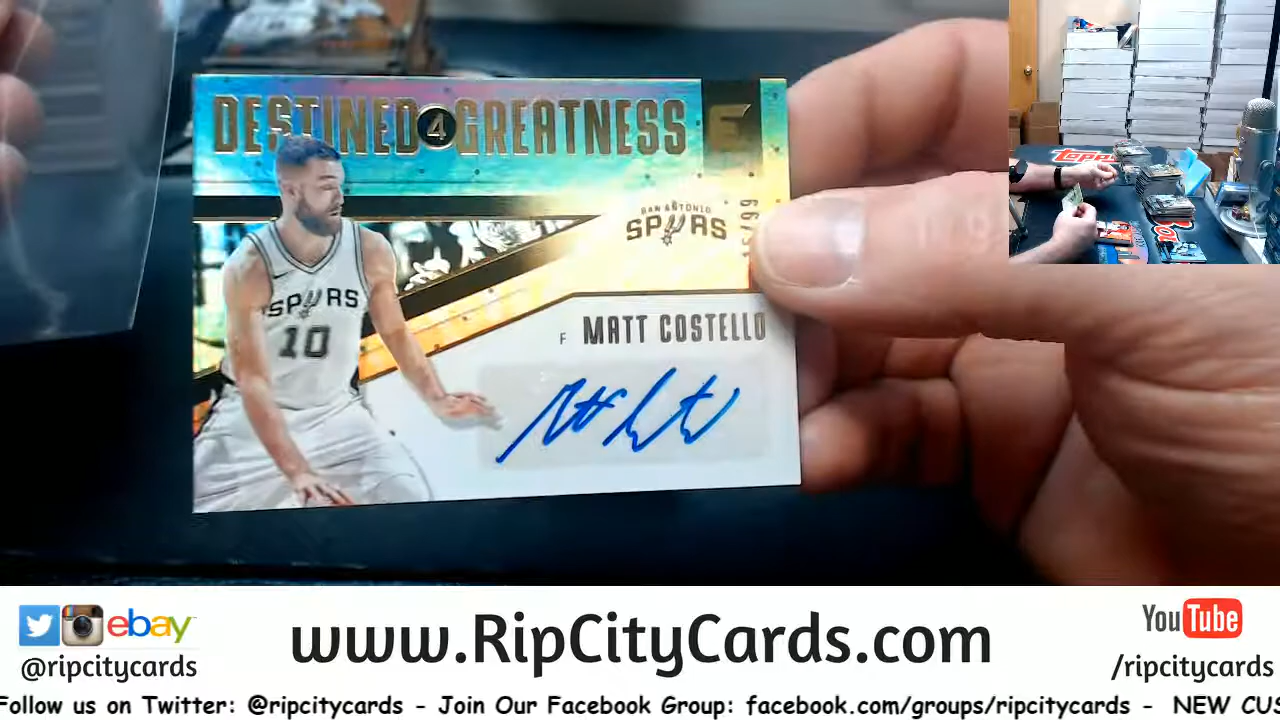 DESTINED 4 GREATNESS
E
SAN ANTONIO
SPURS
SPURS
10
F MATT COSTELLO
Topps
ebay
@ripcitycards
www.RipCityCards.com
YouTube
/ripcitycards
Follow us on Twitter: @ripcitycards - Join Our Facebook Group: facebook.com/groups/ripcitycards - NEW